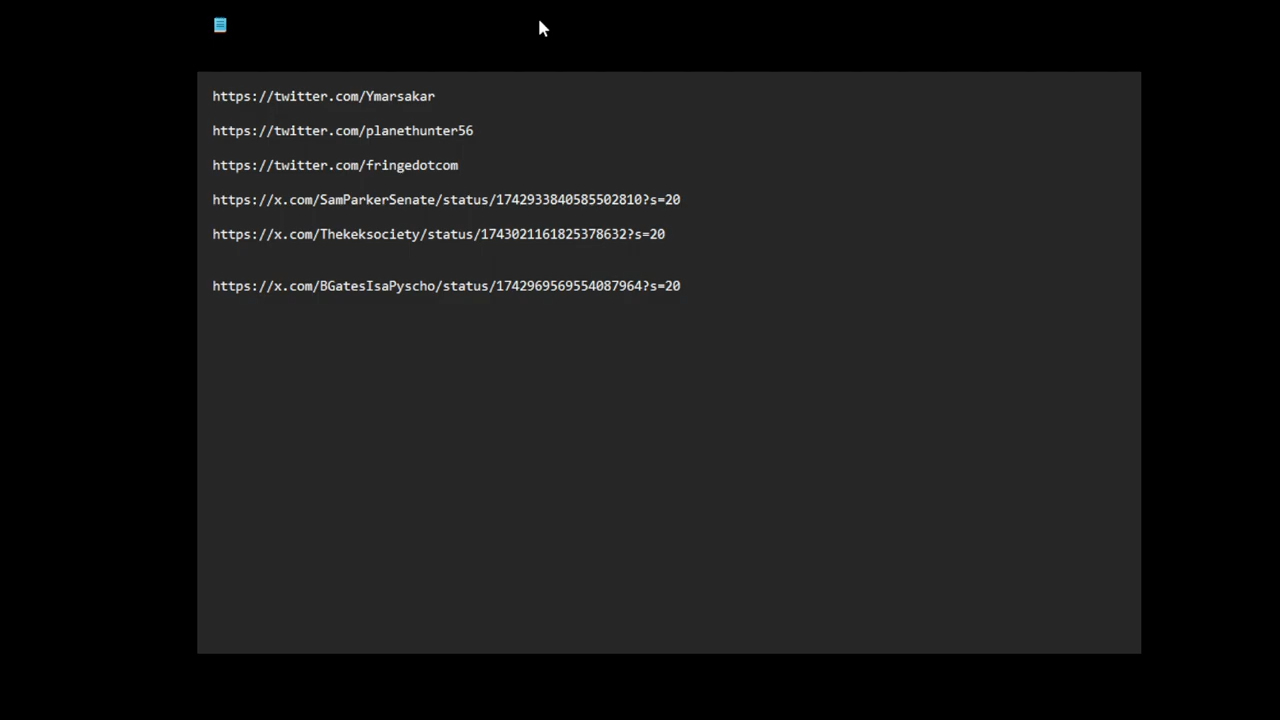 https://twitter.com/Ymarsakar
https://twitter.com/planethunter56
https://twitter.com/fringedotcom
https://x.com/SamParkerSenate/status/1742933840585502810?s=20
https://x.com/Thekeksociety/status/1743021161825378632?s=20
https://x.com/BGatesIsaPyscho/status/1742969569554087964?s=20